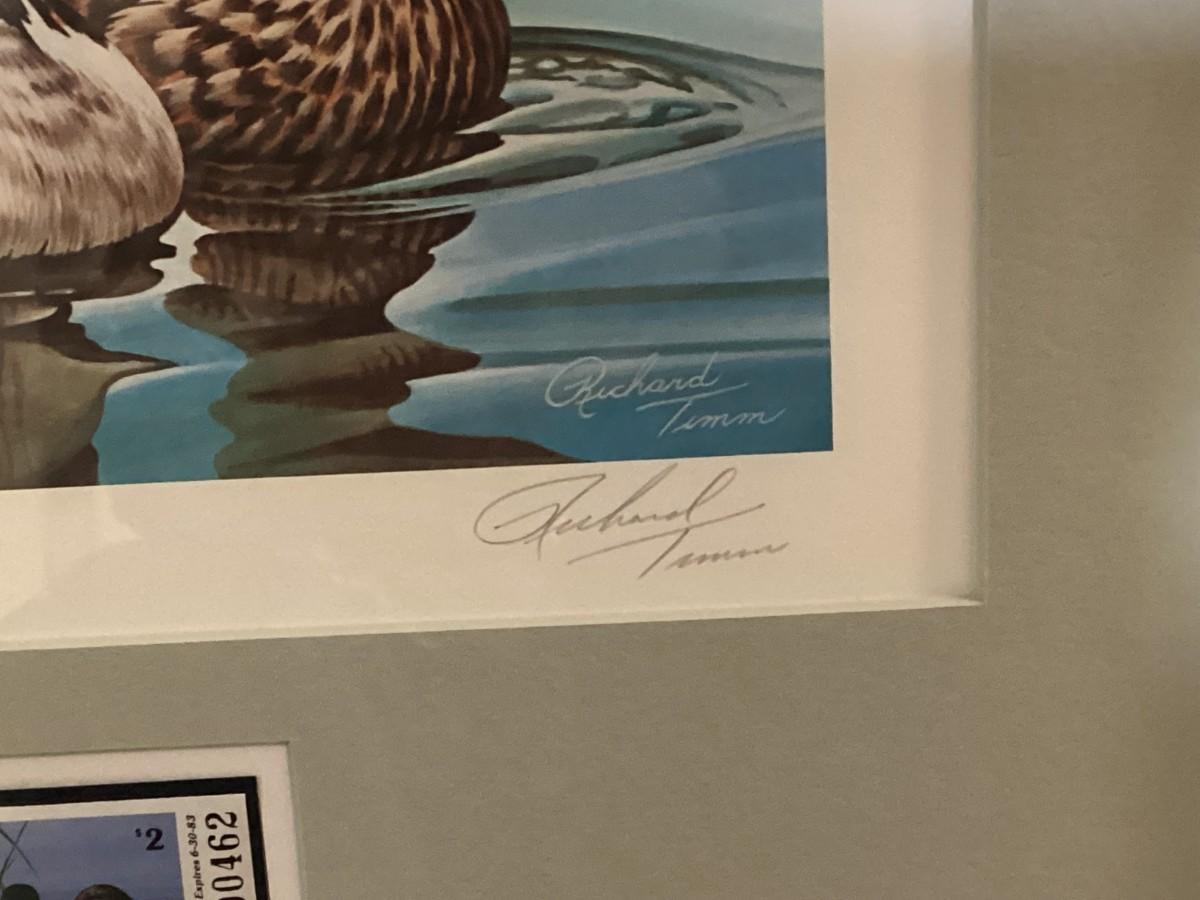 Richard
Timm
Richard
Timm
$2
Expires 6-30-83
00462